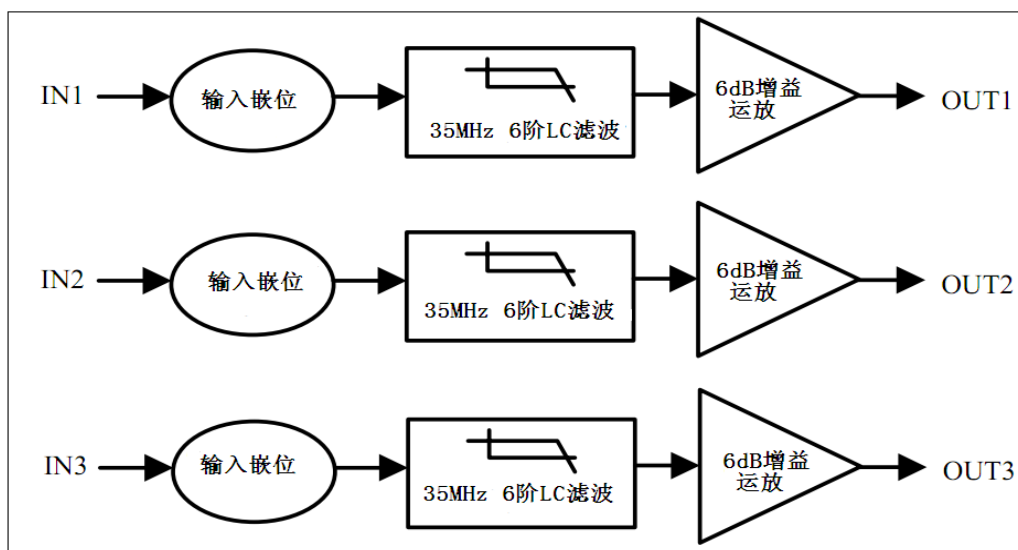 IN1
输入嵌位
35MHz 6阶LC滤波
6dB增益
运放
OUT1
IN2
输入嵌位
35MHz 6阶LC滤波
6dB增益
运放
OUT2
IN3
输入嵌位
35MHz 6阶LC滤波
6dB增益
运放
OUT3